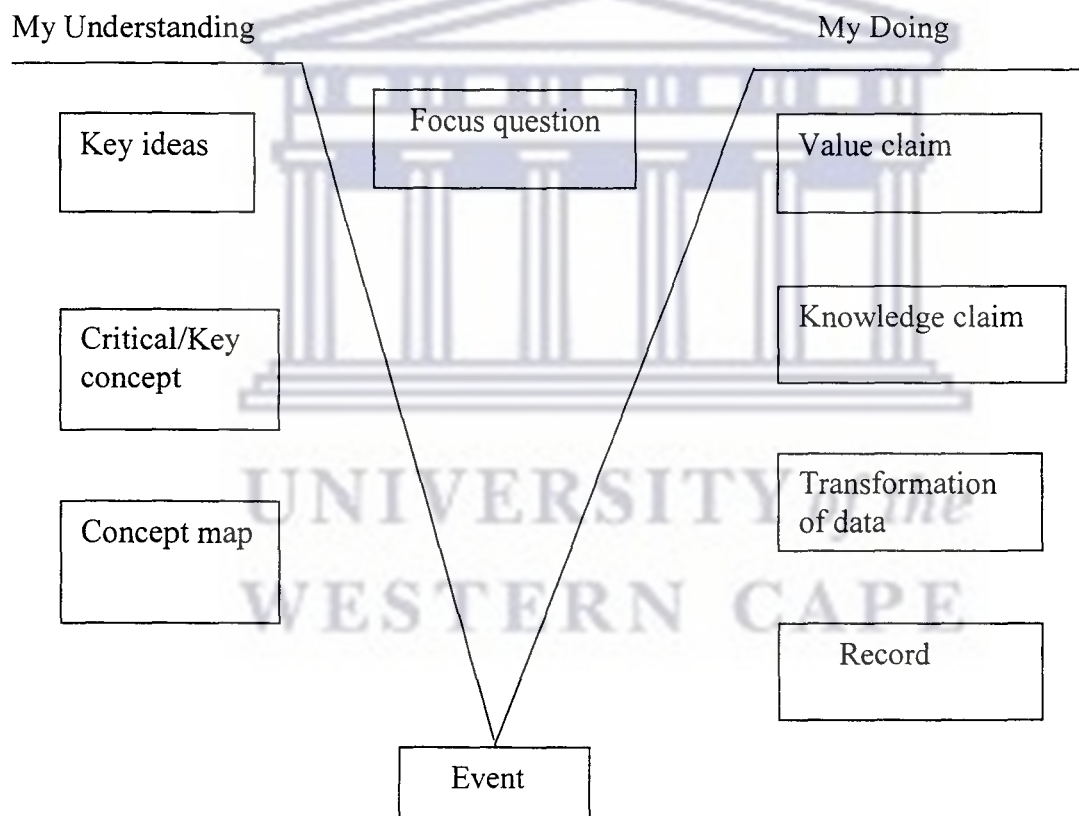 My Understanding
My Doing
Focus question
Key ideas
Value claim
Critical/Key
concept
Knowledge claim
Concept map
Transformation
of data
Record
Event
UNIVERSITY of the
WESTERN CAPE